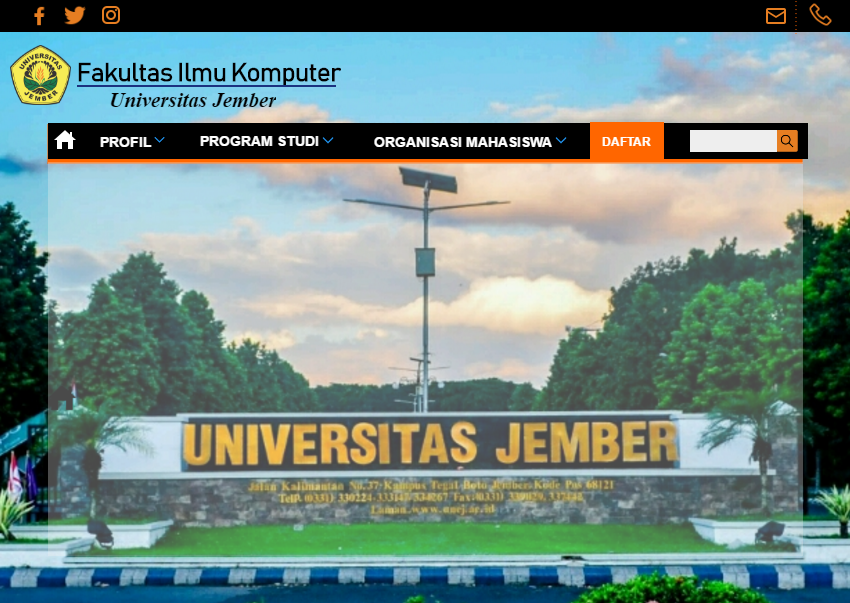 UNIVERSITAS
JEMBER
Fakultas Ilmu Komputer
Universitas Jember
PROFIL
PROGRAM STUDI
ORGANISASI MAHASISWA
DAFTAR
UNIVERSITAS JEMBER
Jalan Kalimantan No.37 Kampus Tegal Boto Jember Kode Pos 68121
Telp. (0331) 330224-333147 334267 Fax.(0331) 339029, 337422
Laman.www.unej.ac.id